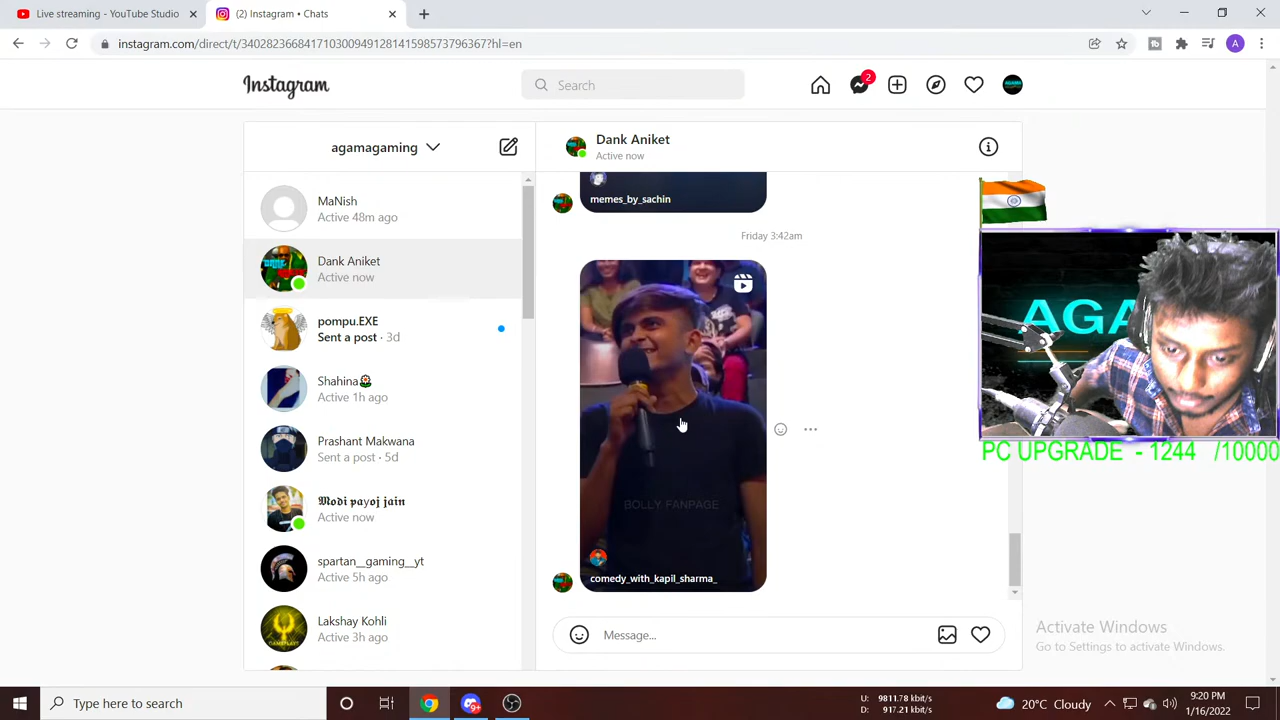 Live streaming - YouTube Studio
(2) Instagram • Chats
instagram.com/direct/t/340282366841710300949128141598573796367?hl=en
A
Instagram
Search
2
agamagaming
Dank Aniket
Active now
MaNish
Active 48m ago
Dank Aniket
Active now
pompu.EXE
Sent a post · 3d
Shahina🌹
Active 1h ago
Prashant Makwana
Sent a post · 5d
𝕸𝖔𝖉𝖎 𝖕𝖆𝖞𝖔𝖏 𝖏𝖆𝖎𝖓
Active now
spartan__gaming__yt
Active 5h ago
Lakshay Kohli
Active 3h ago
memes_by_sachin
Friday 3:42am
BOLLY FANPAGE
comedy_with_kapil_sharma_
Message...
AGA
PC UPGRADE - 1244 /10000
Activate Windows
Go to Settings to activate Windows.
Type here to search
U: 9811.78 kbit/s
D: 917.21 kbit/s
20°C Cloudy
9:20 PM
1/16/2022